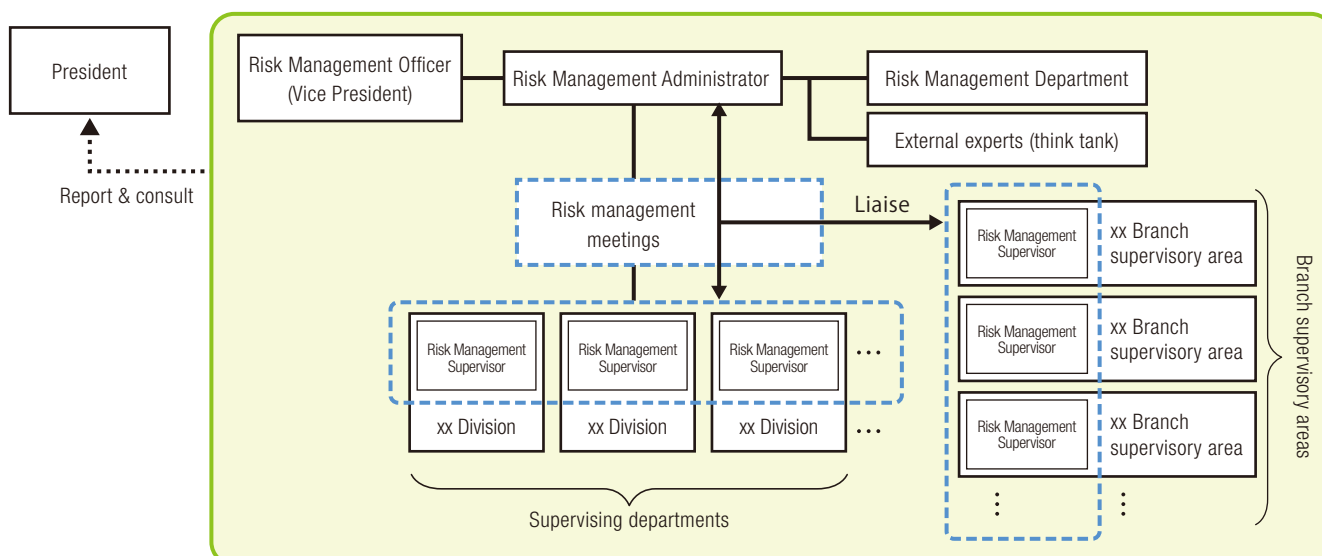 President
Report & consult
Risk Management Officer
(Vice President)
Risk Management Administrator
Risk Management Department
External experts (think tank)
Risk management
meetings
Liaise
Risk Management
Supervisor
xx Division
Risk Management
Supervisor
xx Division
Risk Management
Supervisor
xx Division
...
...
Supervising departments
Risk Management
Supervisor
xx Branch
supervisory area
Risk Management
Supervisor
xx Branch
supervisory area
Risk Management
Supervisor
xx Branch
supervisory area
⋮
⋮
Branch supervisory areas